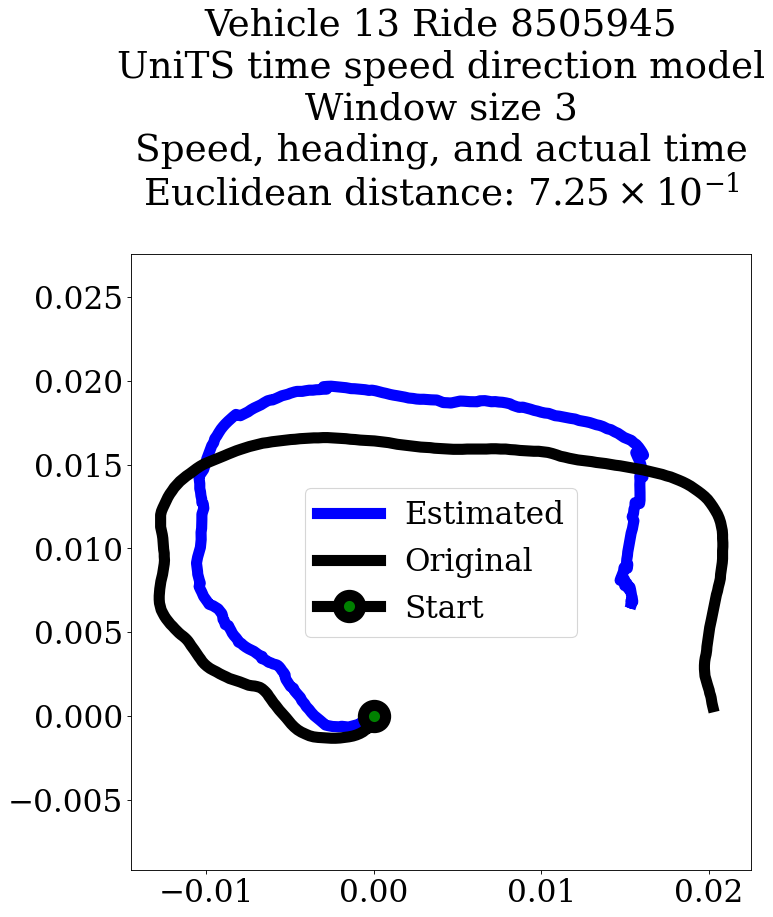 Vehicle 13 Ride 8505945
UniTS time speed direction model
Window size 3
Speed, heading, and actual time
Euclidean distance: 7.25 × 10⁻¹
0.025
0.020
0.015
0.010
0.005
0.000
−0.005
Estimated
Original
Start
−0.01 0.00 0.01 0.02